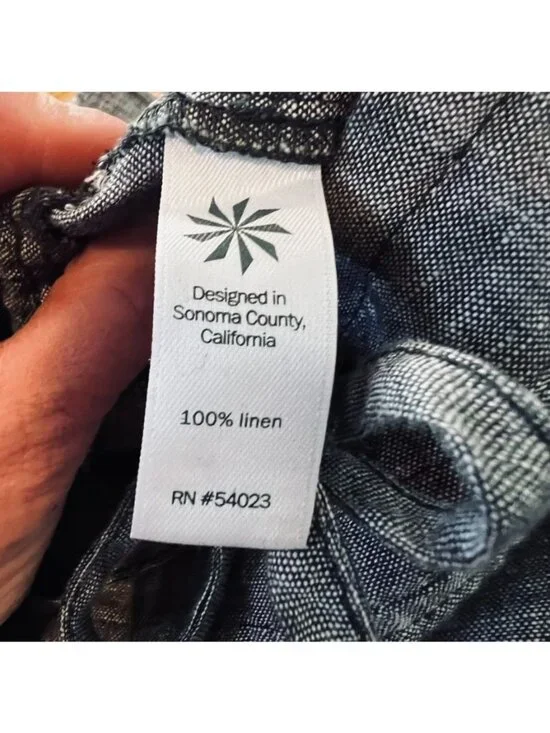 Designed in
Sonoma County,
California
100% linen
RN #54023